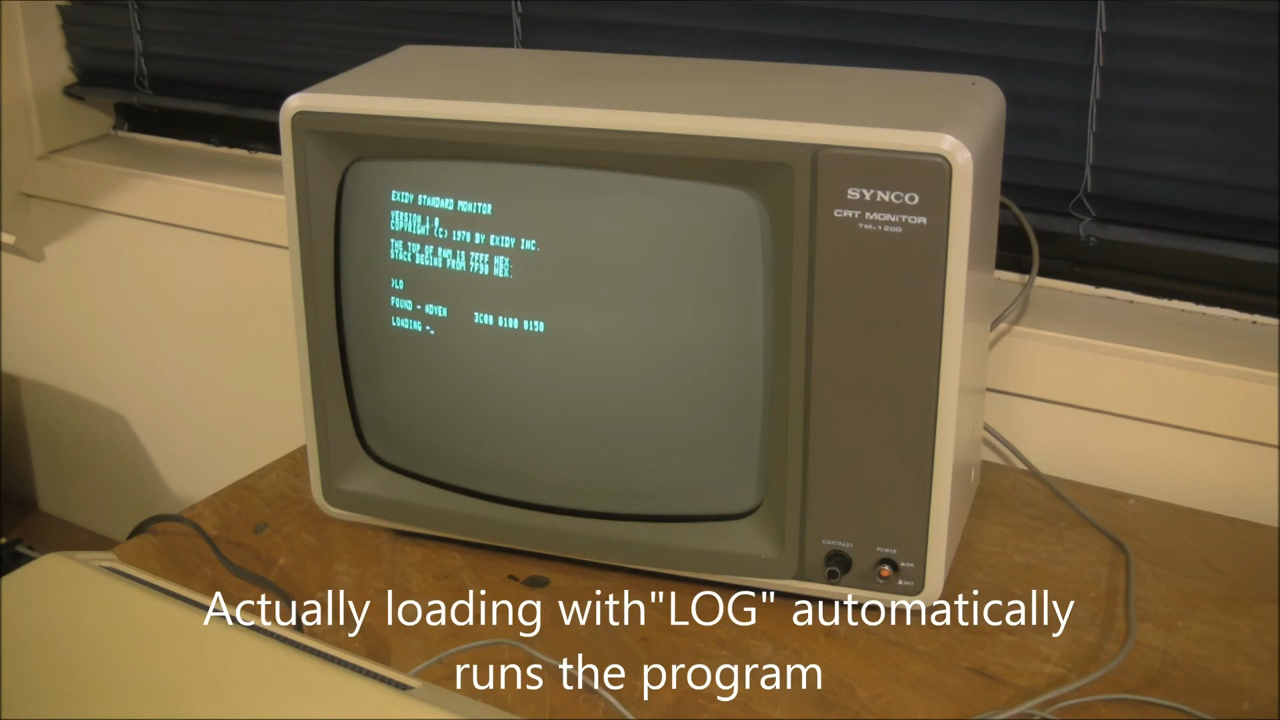 EXIDY STANDARD MONITOR
VERSION 1.0
COPYRIGHT (C) 1978 BY EXIDY INC.
THE TOP OF RAM IS 7FFF HEX.
STACK BEGINS FROM 7F90 HEX.
>LO
FOUND - ADVEN 3C00 0100 0150
LOADING -
SYNCO
CRT MONITOR
TM-1200
CONTRAST
POWER
ON
OFF
Actually loading with"LOG" automatically
runs the program